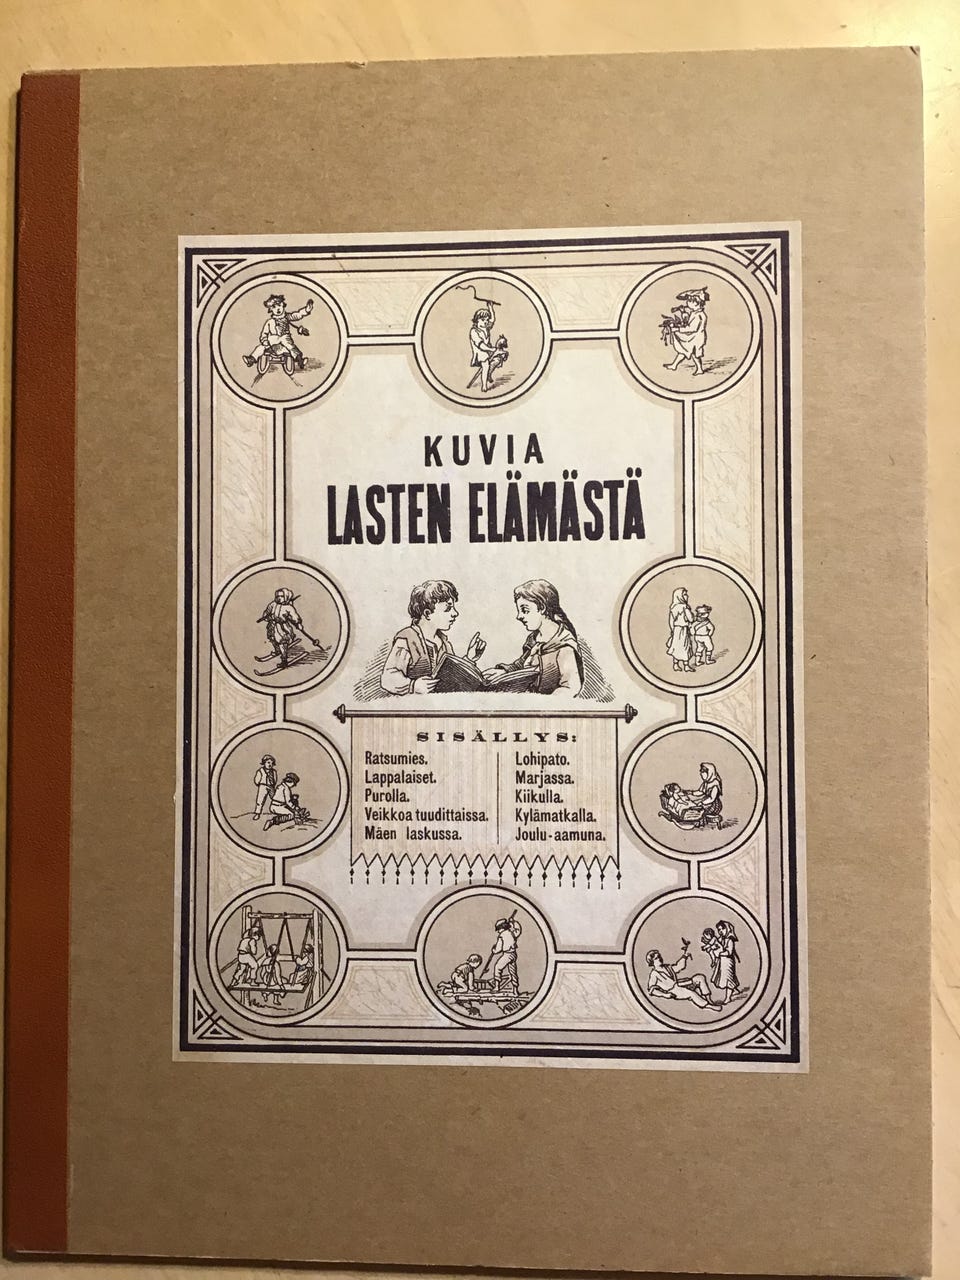 KUVIA
LASTEN ELÄMÄSTÄ
SISÄLLYS:
Ratsumies.
Lappalaiset.
Purolla.
Veikkoa tuudittaissa.
Mäen laskussa.
Lohipato.
Marjassa.
Kiikulla.
Kylämatkalla.
Joulu-aamuna.